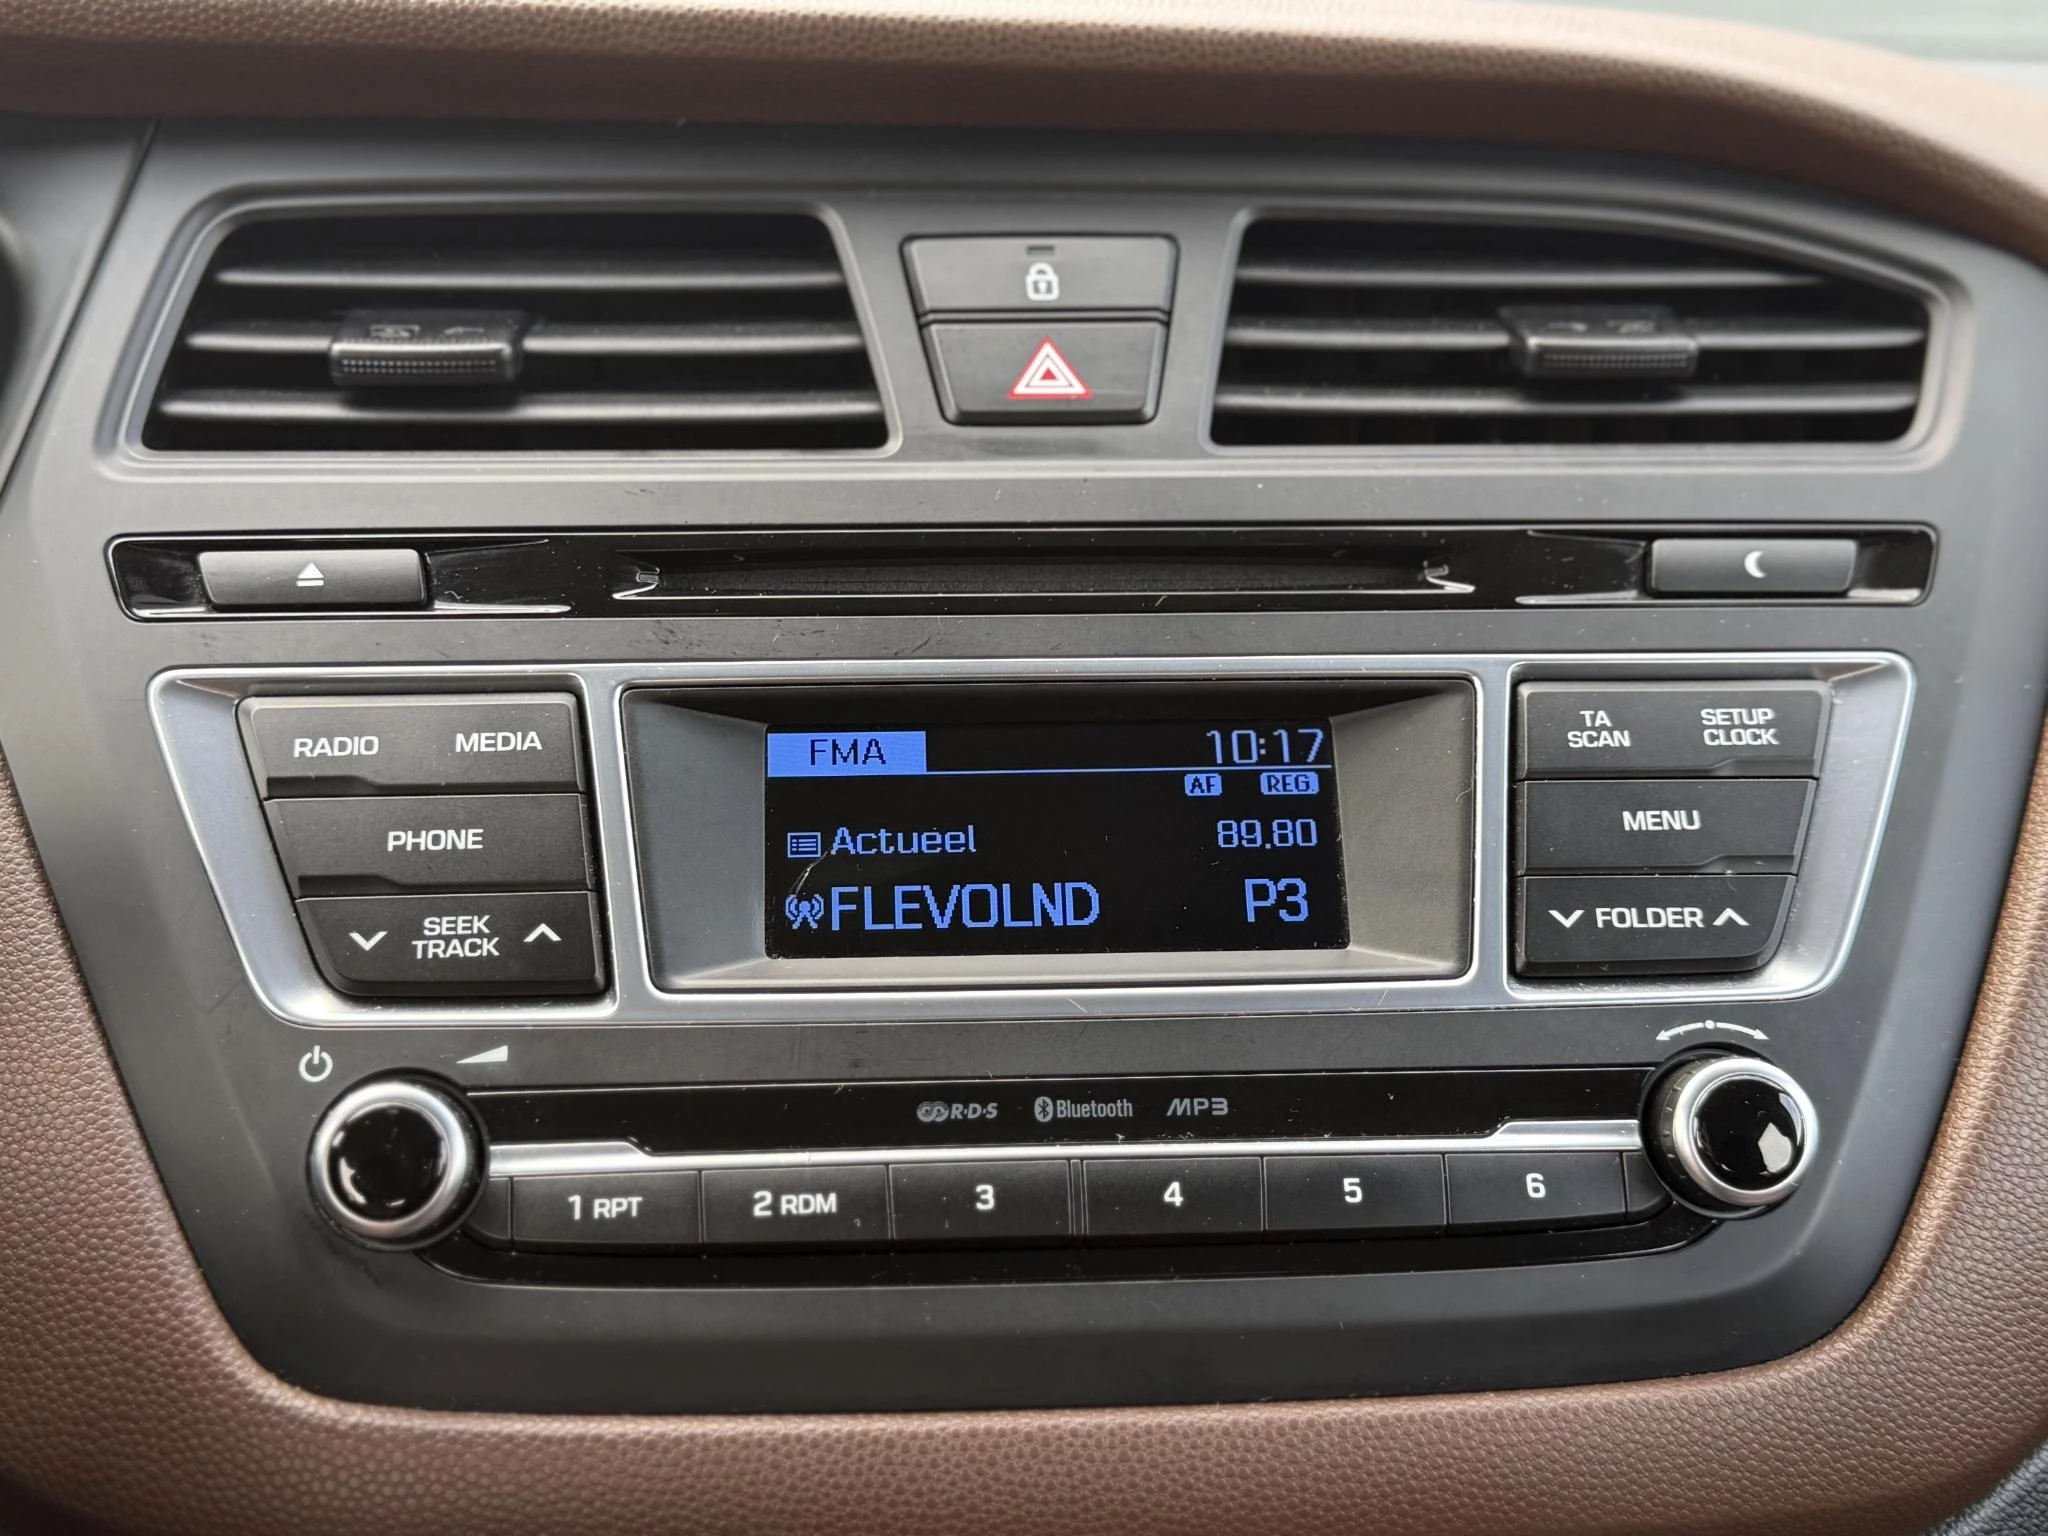 RADIO MEDIA
PHONE
SEEK
TRACK
FMA 10:17
AF REG.
Actueel 89.80
FLEVOLND P3
TA
SCAN
SETUP
CLOCK
MENU
FOLDER
R·D·S Bluetooth MP3
1 RPT 2 RDM 3 4 5 6